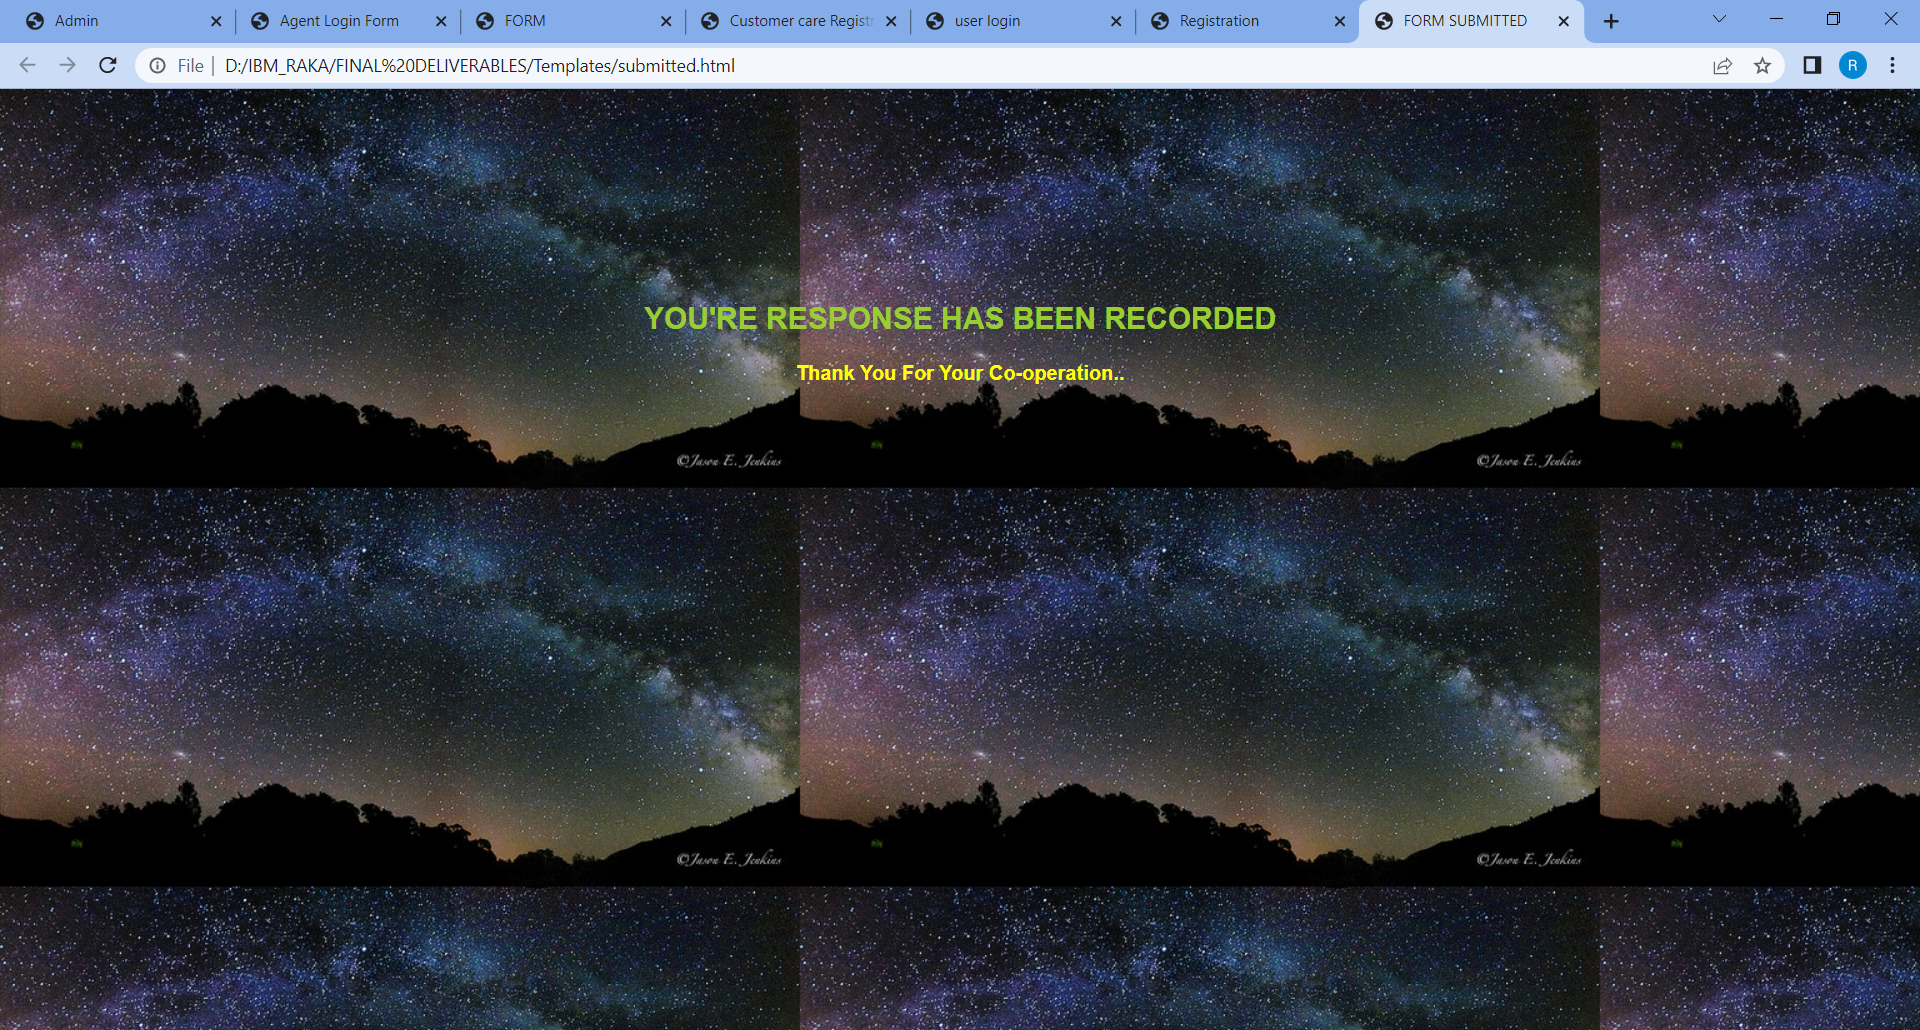 Admin
Agent Login Form
FORM
Customer care Regist
user login
Registration
FORM SUBMITTED
File
D:/IBM_RAKA/FINAL%20DELIVERABLES/Templates/submitted.html
R
YOU'RE RESPONSE HAS BEEN RECORDED
Thank You For Your Co-operation..
©Jason E. Jenkins
©Jason E. Jenkins
©Jason E. Jenkins
©Jason E. Jenkins